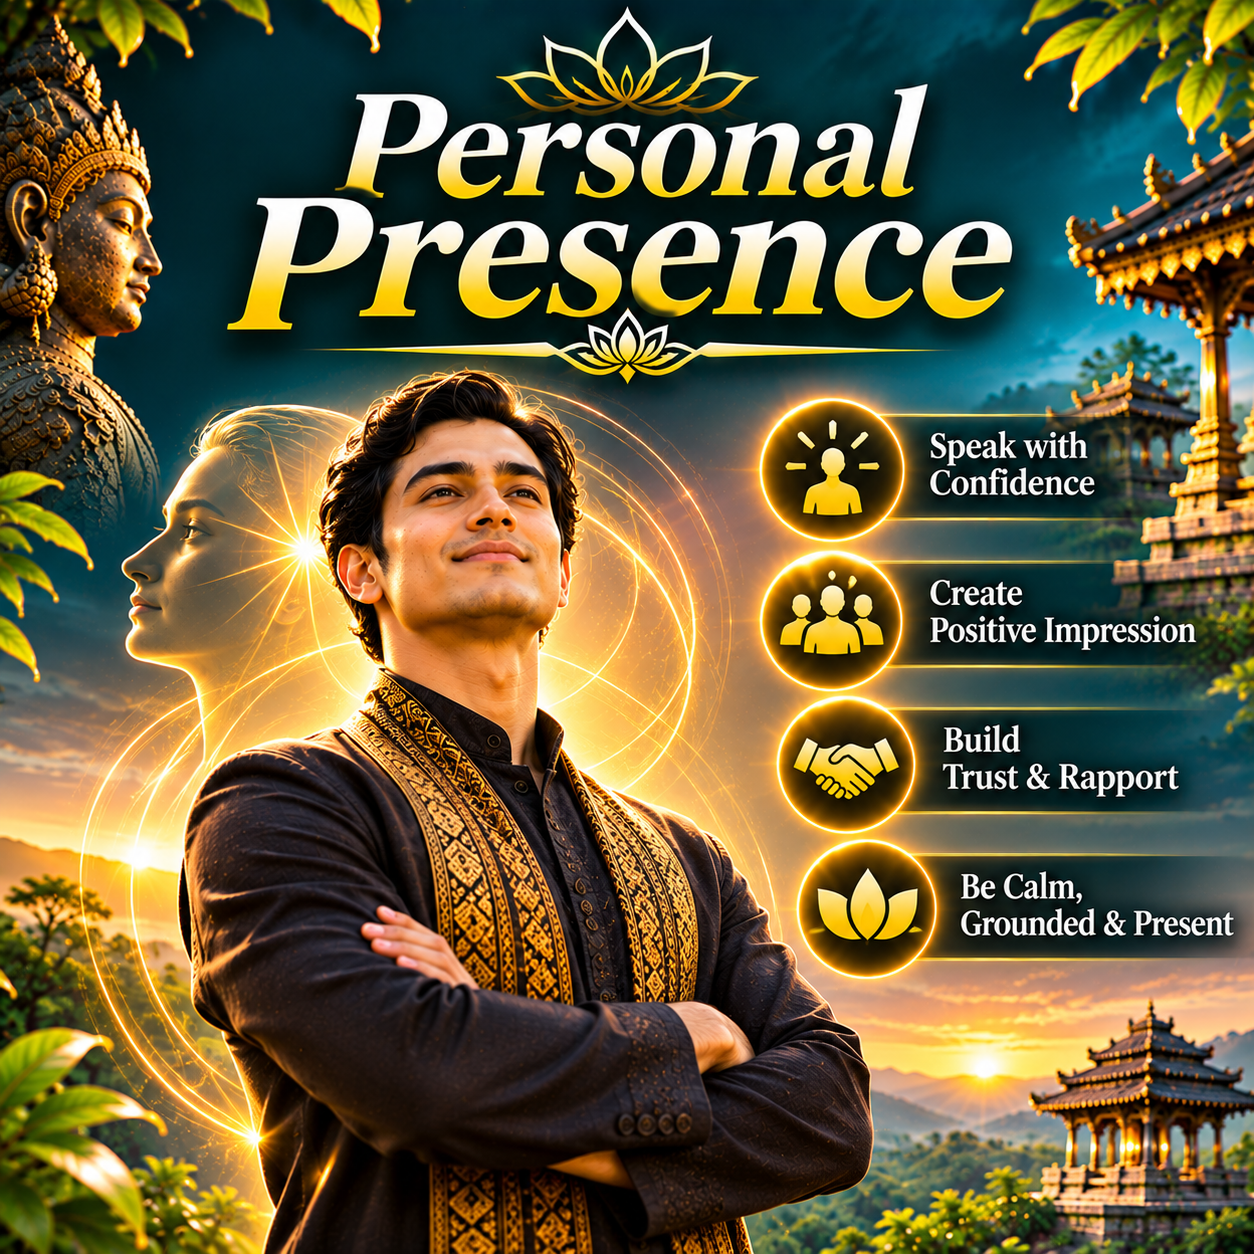 Personal
Presence
Speak with
Confidence
Create
Positive Impression
Build
Trust & Rapport
Be Calm,
Grounded & Present